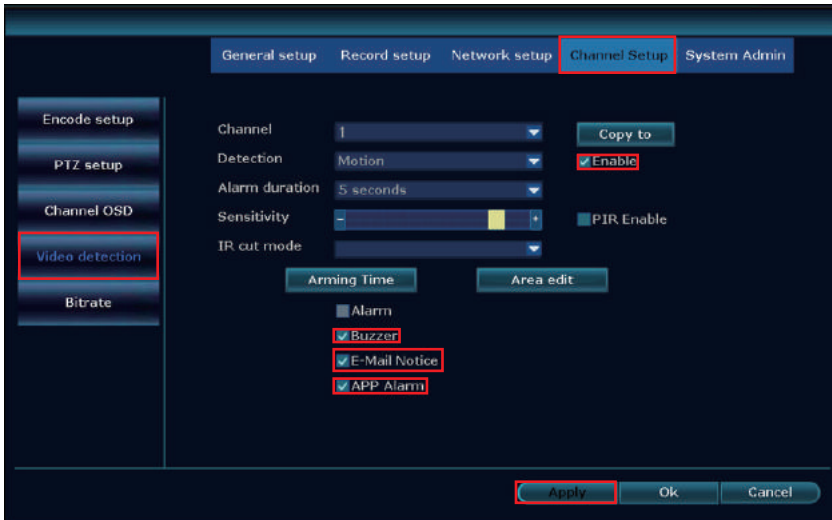 General setup Record setup Network setup Channel Setup System Admin
Encode setup
PTZ setup
Channel OSD
Video detection
Bitrate
Channel 1 Copy to
Detection Motion Enable
Alarm duration 5 seconds
Sensitivity - + PIR Enable
IR cut mode
Arming Time Area edit
Alarm
Buzzer
E-Mail Notice
APP Alarm
Apply Ok Cancel